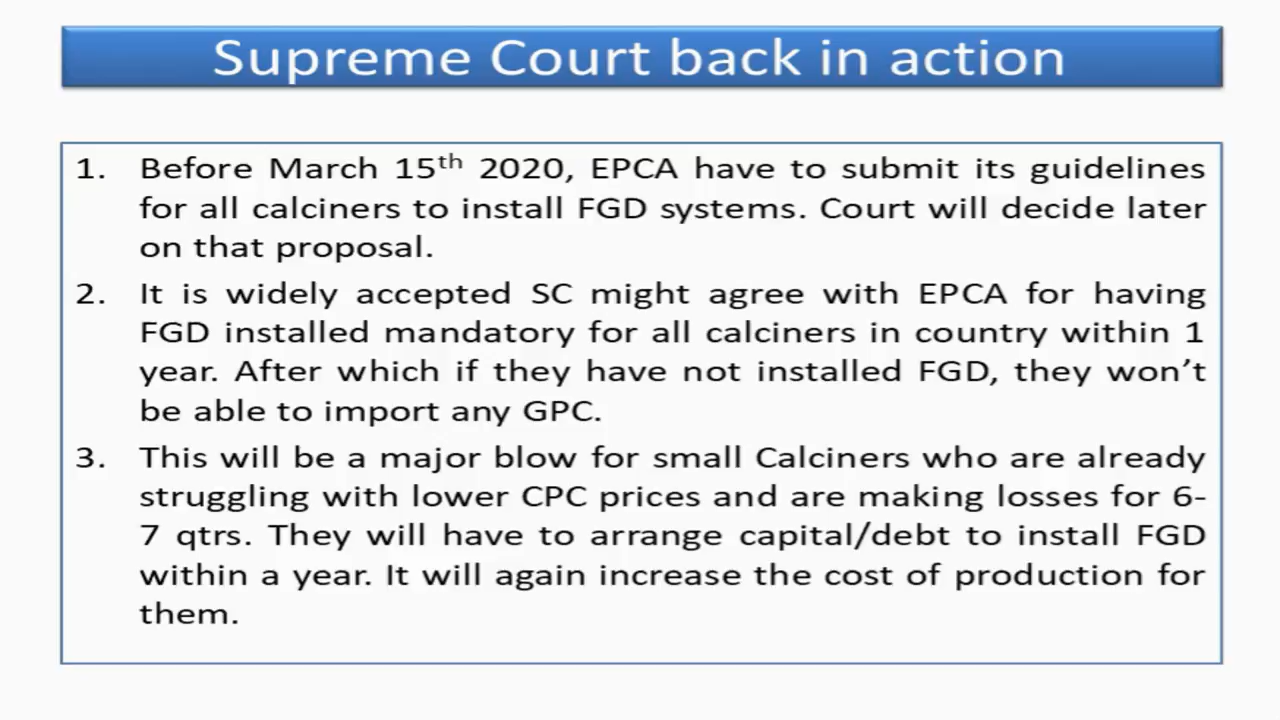 Supreme Court back in action
1. Before March 15th 2020, EPCA have to submit its guidelines
for all calciners to install FGD systems. Court will decide later
on that proposal.
2. It is widely accepted SC might agree with EPCA for having
FGD installed mandatory for all calciners in country within 1
year. After which if they have not installed FGD, they won’t
be able to import any GPC.
3. This will be a major blow for small Calciners who are already
struggling with lower CPC prices and are making losses for 6-
7 qtrs. They will have to arrange capital/debt to install FGD
within a year. It will again increase the cost of production for
them.